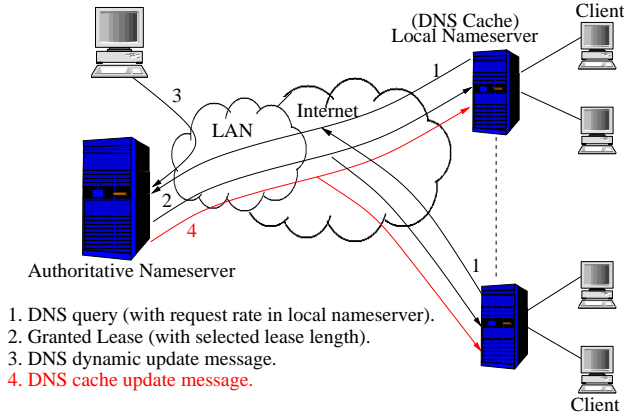 Client
(DNS Cache)
Local Nameserver
1
3
Internet
LAN
2
4
Authoritative Nameserver
1
1. DNS query (with request rate in local nameserver).
2. Granted Lease (with selected lease length).
3. DNS dynamic update message.
4. DNS cache update message.
Client